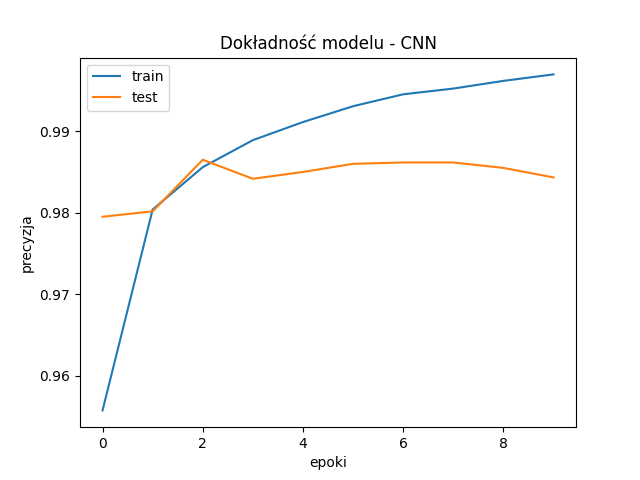 Dokładność modelu - CNN
train
test
0.99
0.98
0.97
0.96
precyzja
0
2
4
6
8
epoki